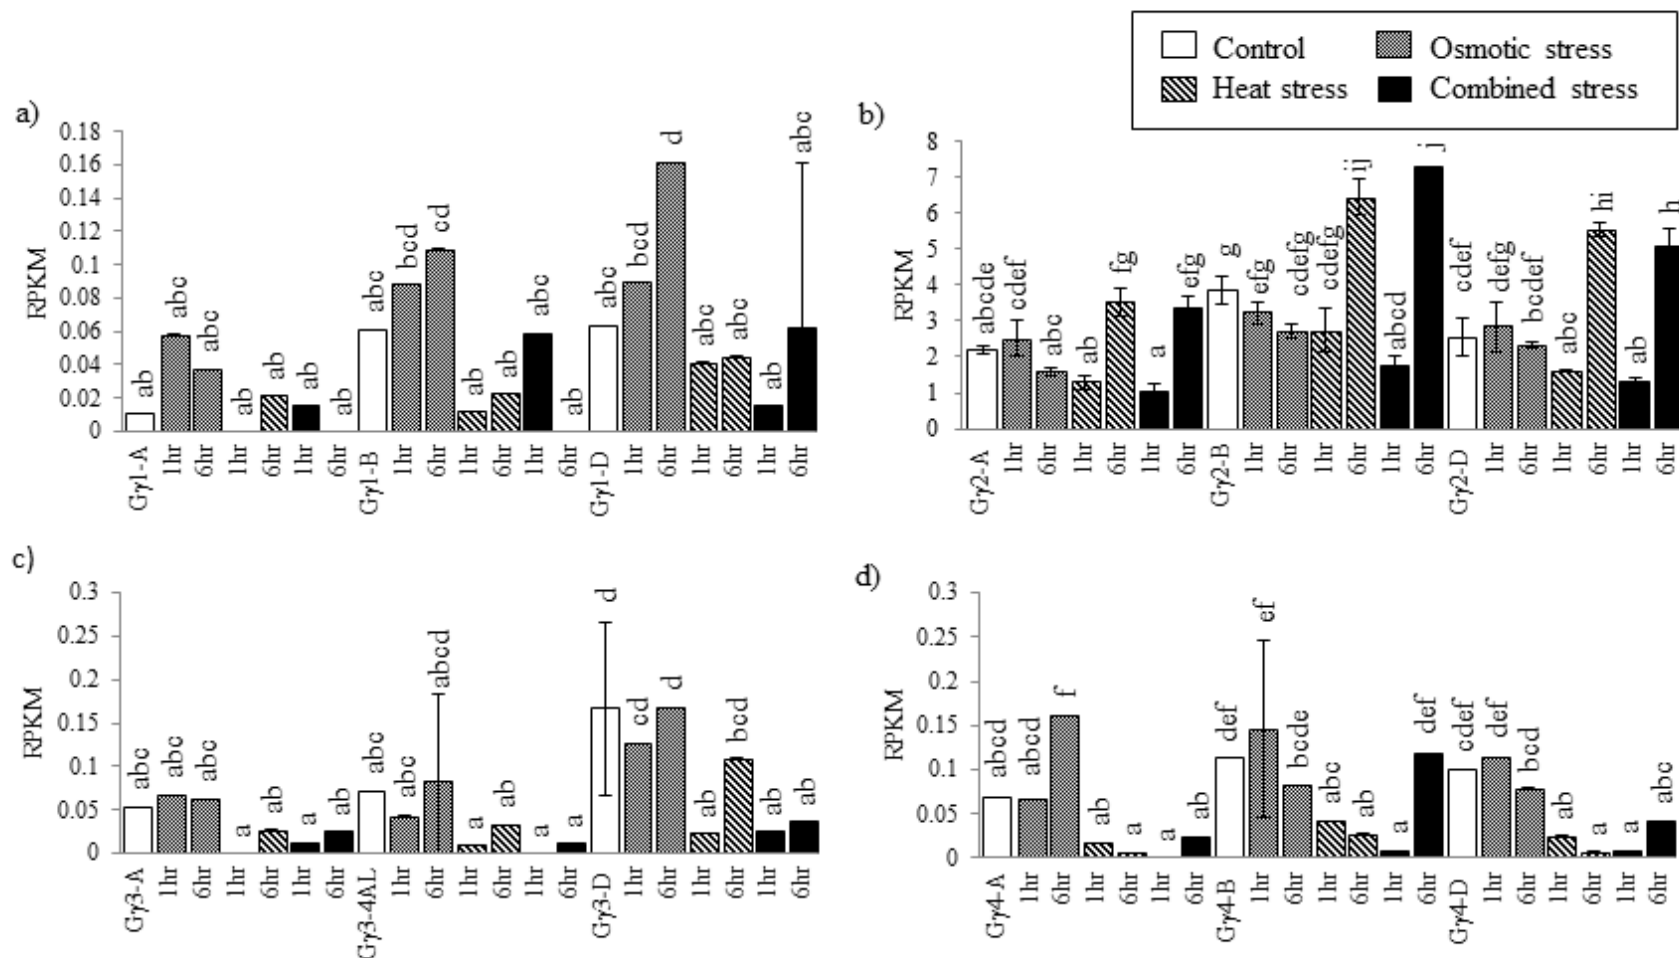 Control Osmotic stress
Heat stress Combined stress
a)
0.18
0.16
0.14
0.12
0.1
0.08
0.06
0.04
0.02
0
RPKM
ab abc abc ab ab ab ab abc bcd cd ab ab abc ab abc bcd d abc abc ab abc
Gγ1-A 1hr 6hr 1hr 6hr 1hr 6hr Gγ1-B 1hr 6hr 1hr 6hr 1hr 6hr Gγ1-D 1hr 6hr 1hr 6hr 1hr 6hr
b)
8
7
6
5
4
3
2
1
0
RPKM
abcde cdef abc ab fg a efg g efg cdefg cdefg ij abcd j cdef defg bcdef abc hi ab h
Gγ2-A 1hr 6hr 1hr 6hr 1hr 6hr Gγ2-B 1hr 6hr 1hr 6hr 1hr 6hr Gγ2-D 1hr 6hr 1hr 6hr 1hr 6hr
c)
0.3
0.25
0.2
0.15
0.1
0.05
0
RPKM
abc abc abc a ab a ab abc abc abcd a ab a a d cd d ab bcd ab ab
Gγ3-A 1hr 6hr 1hr 6hr 1hr 6hr Gγ3-4AL 1hr 6hr 1hr 6hr 1hr 6hr Gγ3-D 1hr 6hr 1hr 6hr 1hr 6hr
d)
0.3
0.25
0.2
0.15
0.1
0.05
0
RPKM
abcd abcd f ab a a ab def ef bcde abc ab a def cdef def bcd ab a a abc
Gγ4-A 1hr 6hr 1hr 6hr 1hr 6hr Gγ4-B 1hr 6hr 1hr 6hr 1hr 6hr Gγ4-D 1hr 6hr 1hr 6hr 1hr 6hr